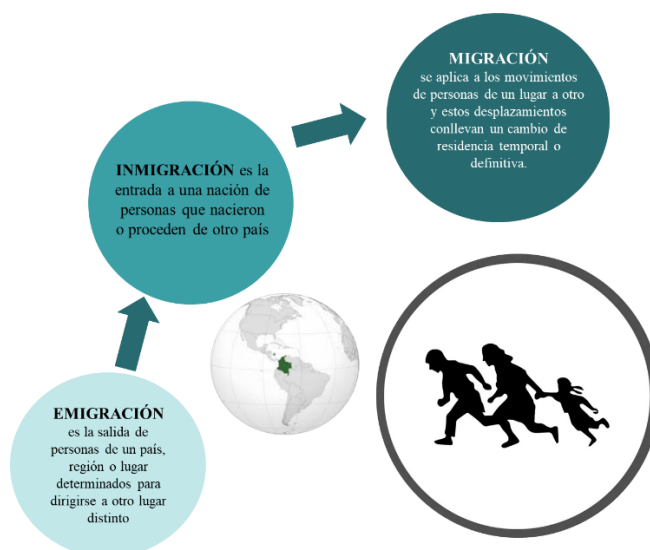 MIGRACIÓN
se aplica a los movimientos
de personas de un lugar a otro
y estos desplazamientos
conllevan un cambio de
residencia temporal o
definitiva.
INMIGRACIÓN es la
entrada a una nación de
personas que nacieron
o proceden de otro país
EMIGRACIÓN
es la salida de
personas de un país,
región o lugar
determinados para
dirigirse a otro lugar
distinto